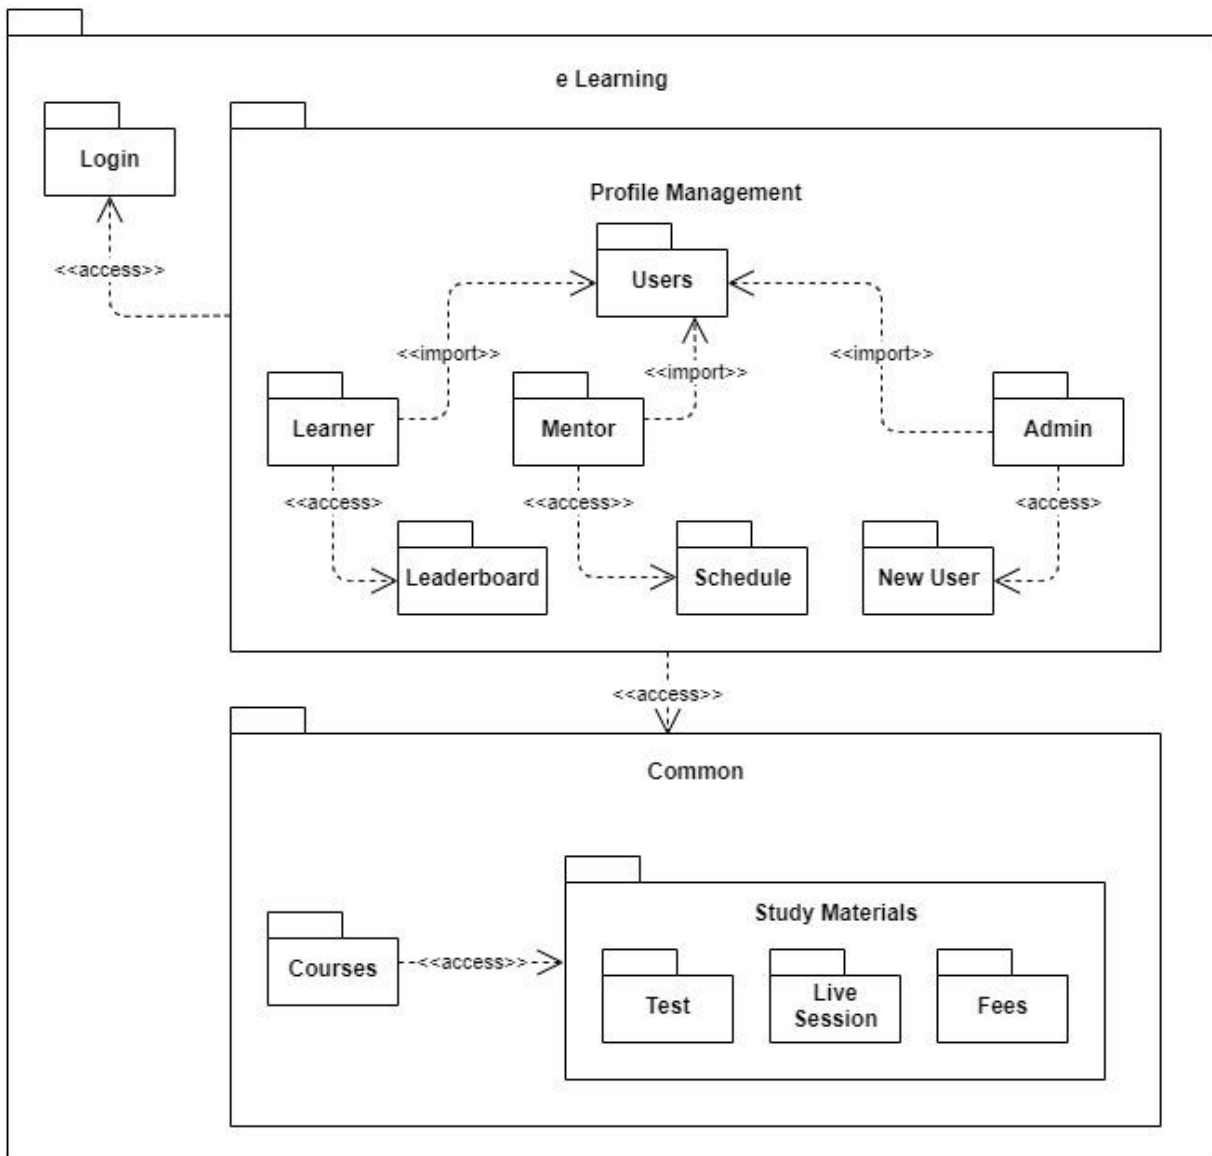 e Learning
Login
Profile Management
<<access>>
Users
<<import>>
<<import>>
<<import>>
Learner
Mentor
Admin
<<access>
<<access>>
<access>
Leaderboard
Schedule
New User
<<access>>
Common
Study Materials
Courses
<<access>>
Test
Live
Session
Fees